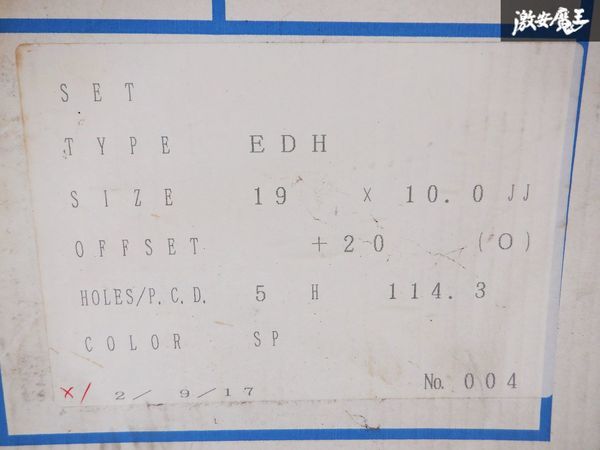 激安魔王
SET
TYPE EDH
SIZE 19 x 10.0 JJ
OFFSET +20 (O)
HOLES/P.C.D. 5 H 114.3
COLOR SP
x/ 2/ 9/17 No. 004